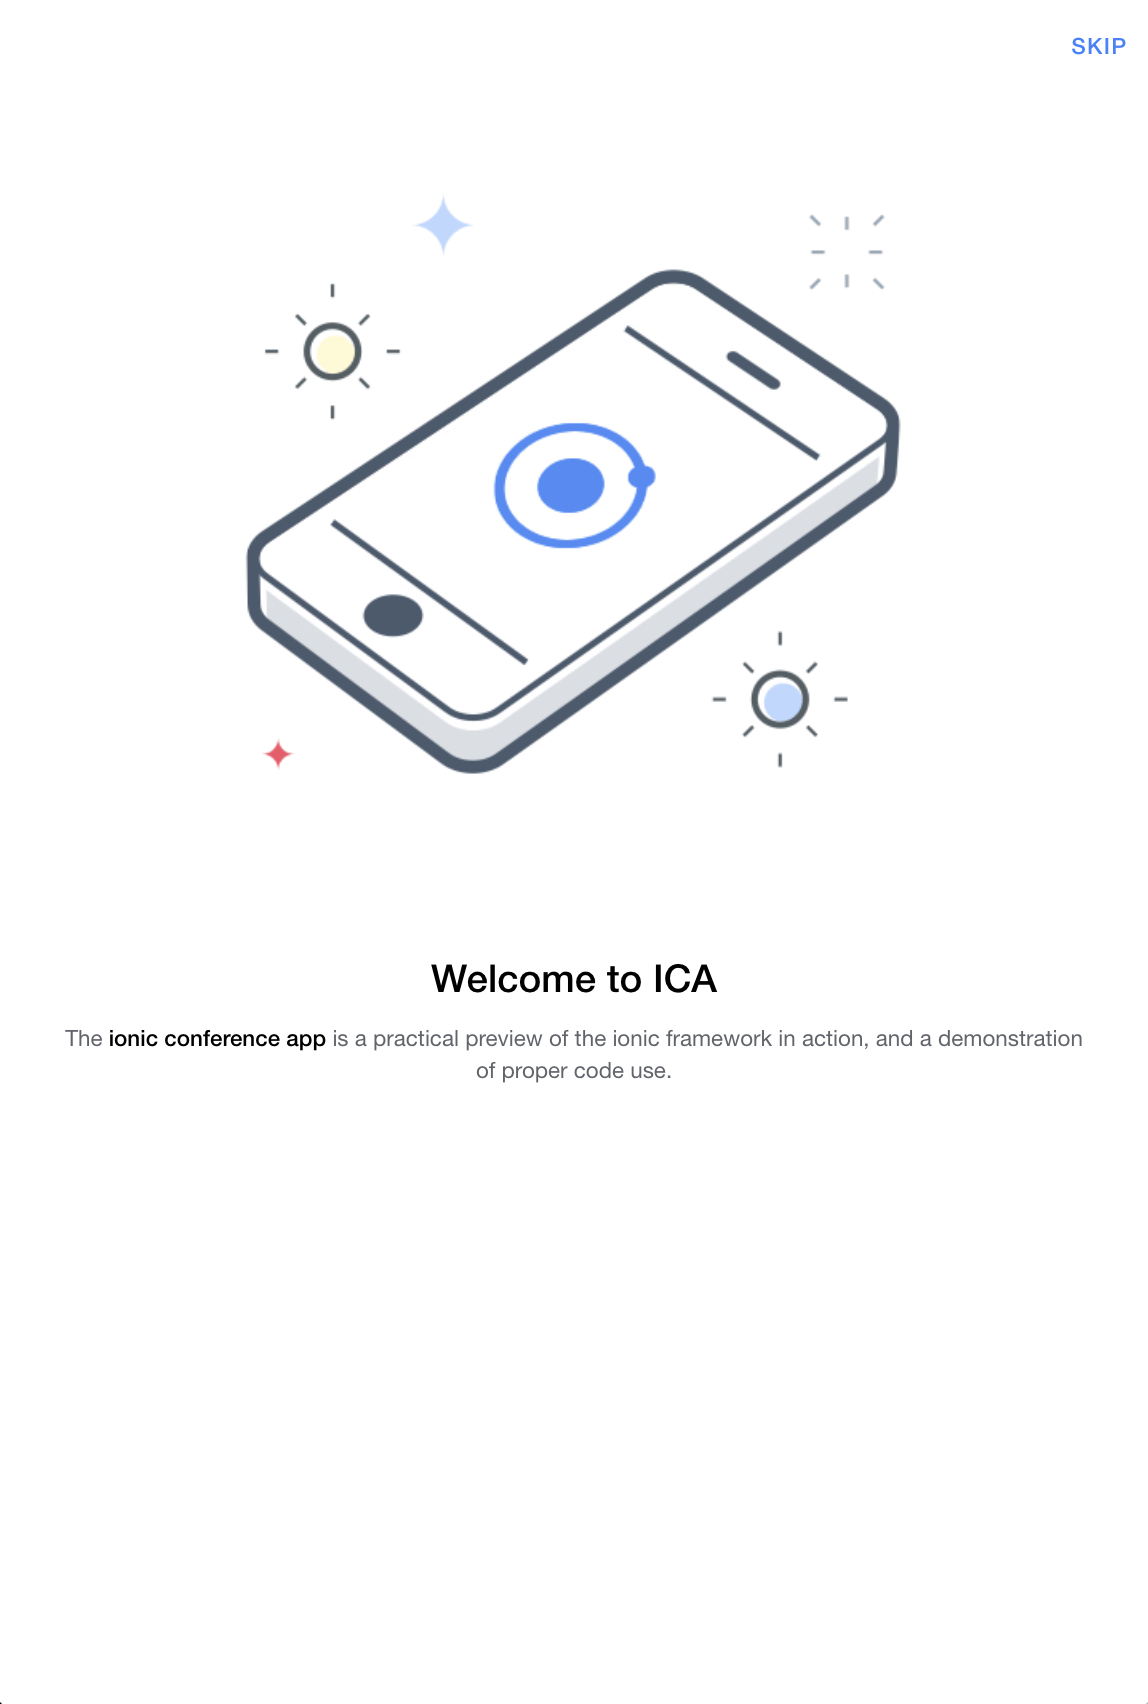 SKIP
Welcome to ICA
The ionic conference app is a practical preview of the ionic framework in action, and a demonstration
of proper code use.